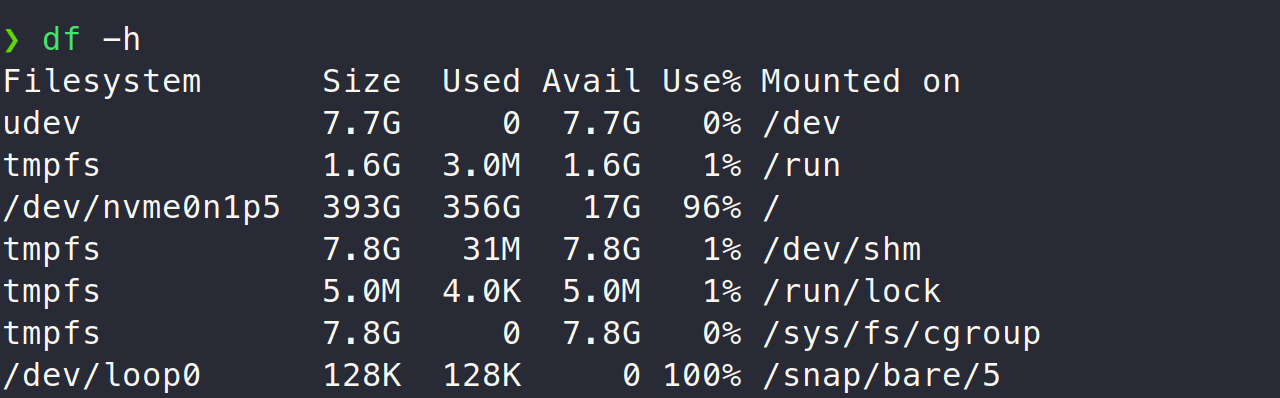 ❯ df -h
Filesystem      Size  Used Avail Use% Mounted on
udev            7.7G     0  7.7G   0% /dev
tmpfs           1.6G  3.0M  1.6G   1% /run
/dev/nvme0n1p5  393G  356G   17G  96% /
tmpfs           7.8G   31M  7.8G   1% /dev/shm
tmpfs           5.0M  4.0K  5.0M   1% /run/lock
tmpfs           7.8G     0  7.8G   0% /sys/fs/cgroup
/dev/loop0      128K  128K     0 100% /snap/bare/5